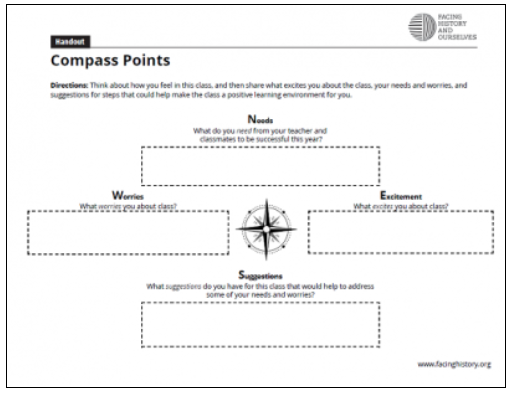 FACING
HISTORY
AND
OURSELVES
Handout
Compass Points
Directions: Think about how you feel in this class, and then share what excites you about the class, your needs and worries, and
suggestions for steps that could help make the class a positive learning environment for you.
Needs
What do you need from your teacher and
classmates to be successful this year?
Worries
What worries you about class?
Excitement
What excites you about class?
Suggestions
What suggestions do you have for this class that would help to address
some of your needs and worries?
www.facinghistory.org